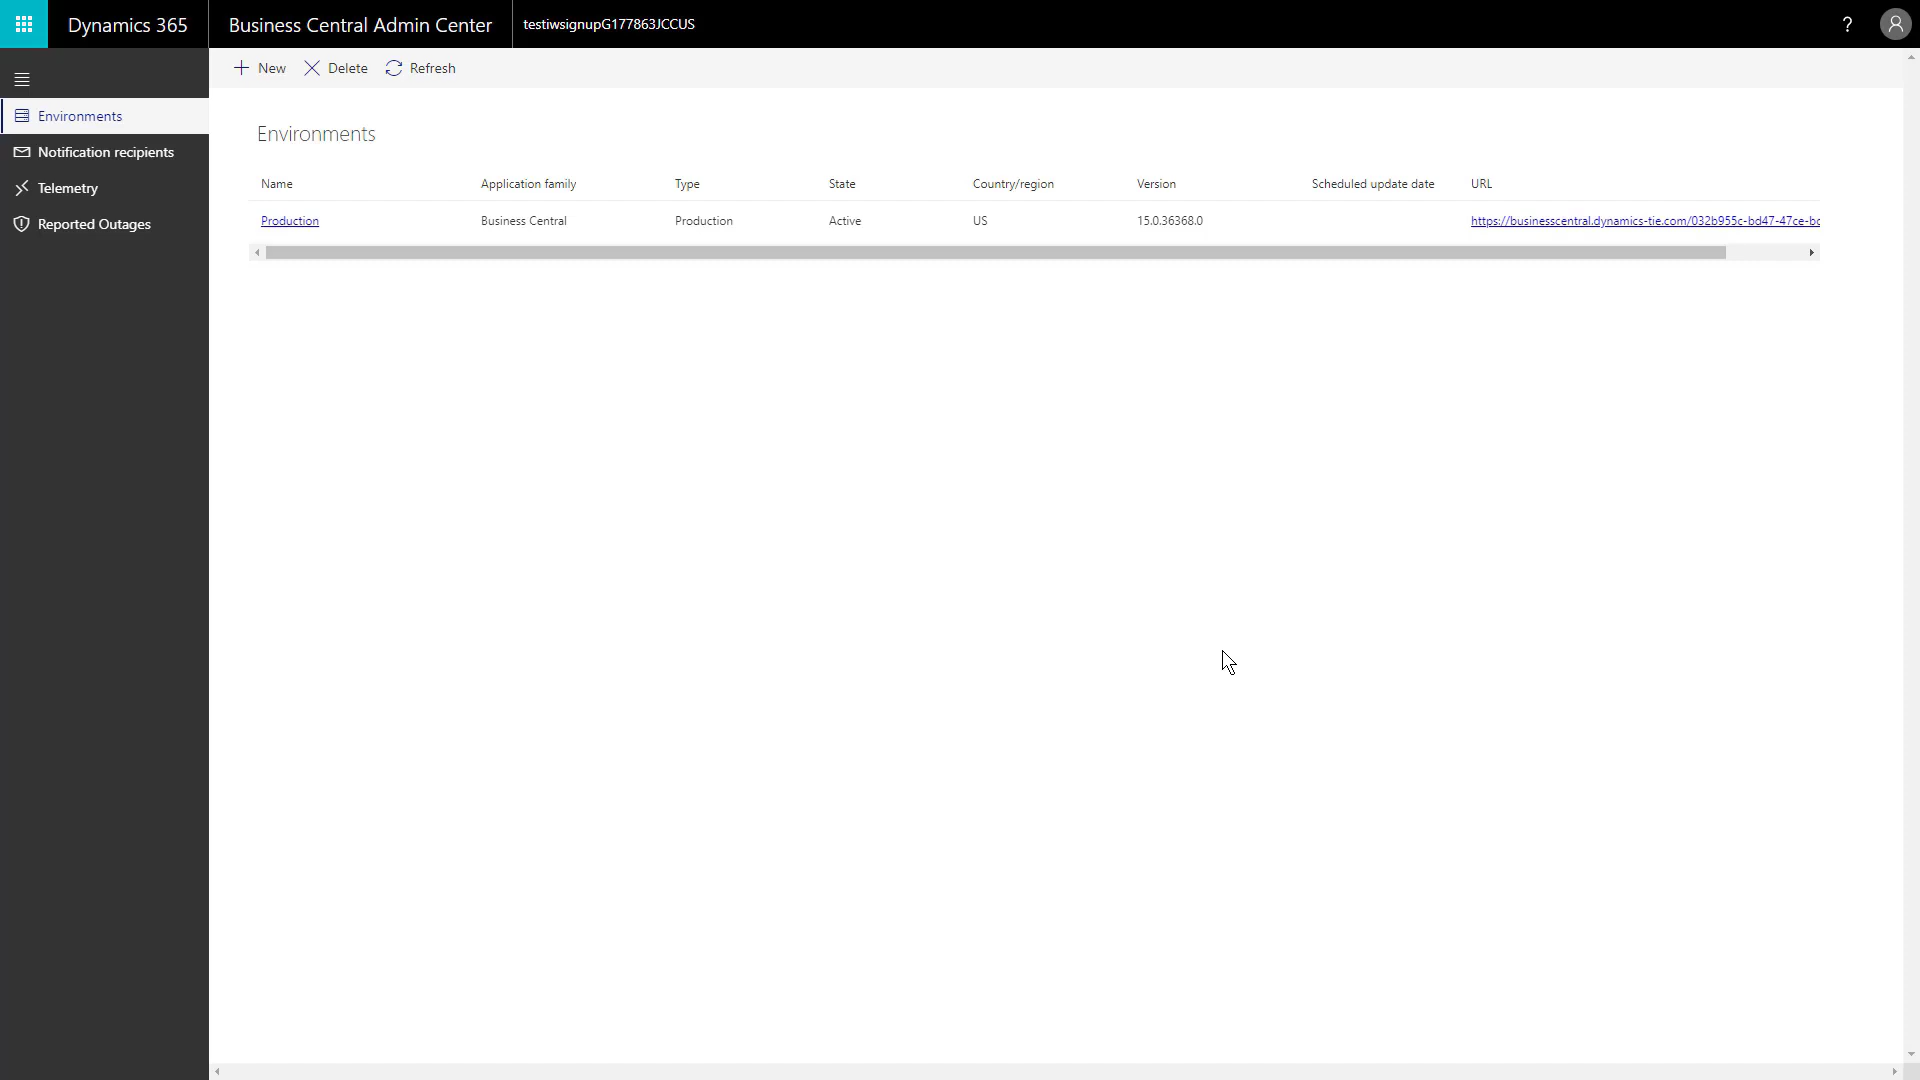 Dynamics 365
Business Central Admin Center
testiwsignupG177863JCCUS
?
New
Delete
Refresh
Environments
Notification recipients
Telemetry
Reported Outages
Environments
Name Application family Type State Country/region Version Scheduled update date URL
Production Business Central Production Active US 15.0.36368.0 https://businesscentral.dynamics-tie.com/032b955c-bd47-47ce-bc